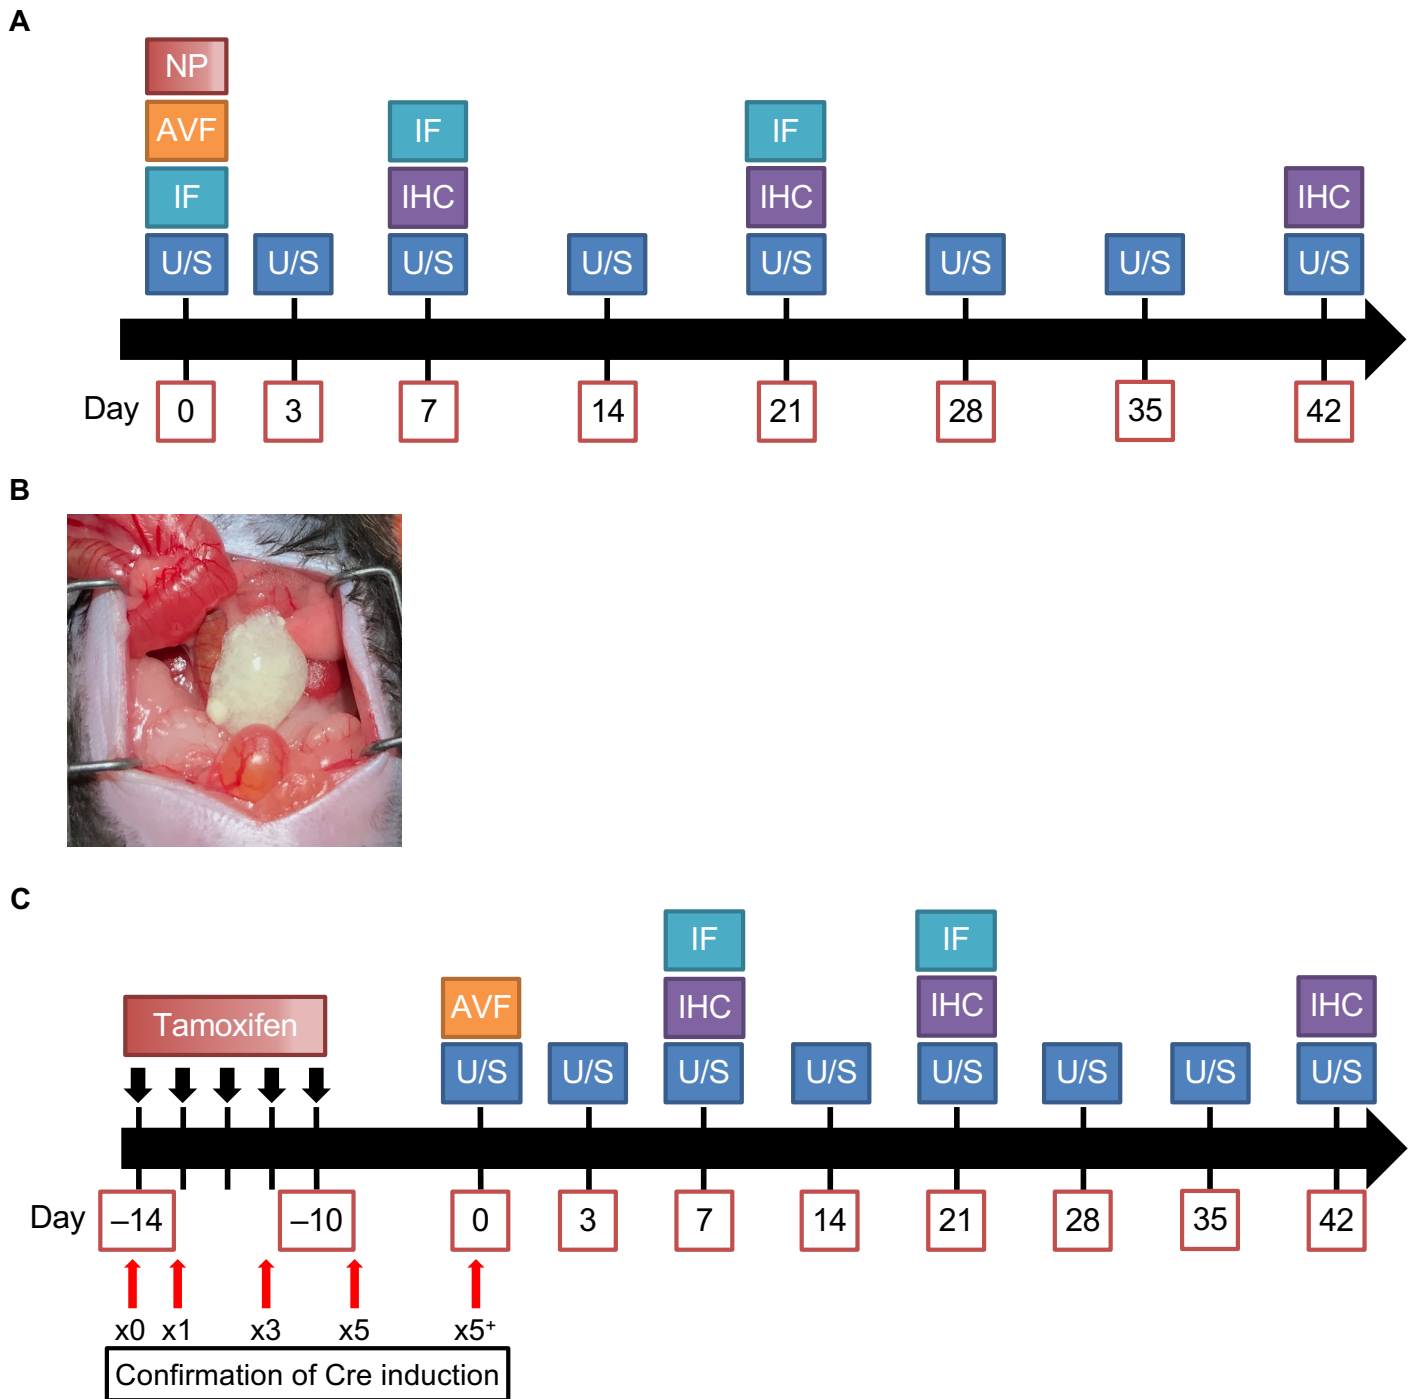 A
NP
AVF IF IF
IF IHC IHC IHC
U/S U/S U/S U/S U/S U/S U/S U/S
Day 0 3 7 14 21 28 35 42
B
C
IF IF
Tamoxifen AVF IHC IHC IHC
U/S U/S U/S U/S U/S U/S U/S U/S
Day –14 –10 0 3 7 14 21 28 35 42
x0 x1 x3 x5 x5⁺
Confirmation of Cre induction